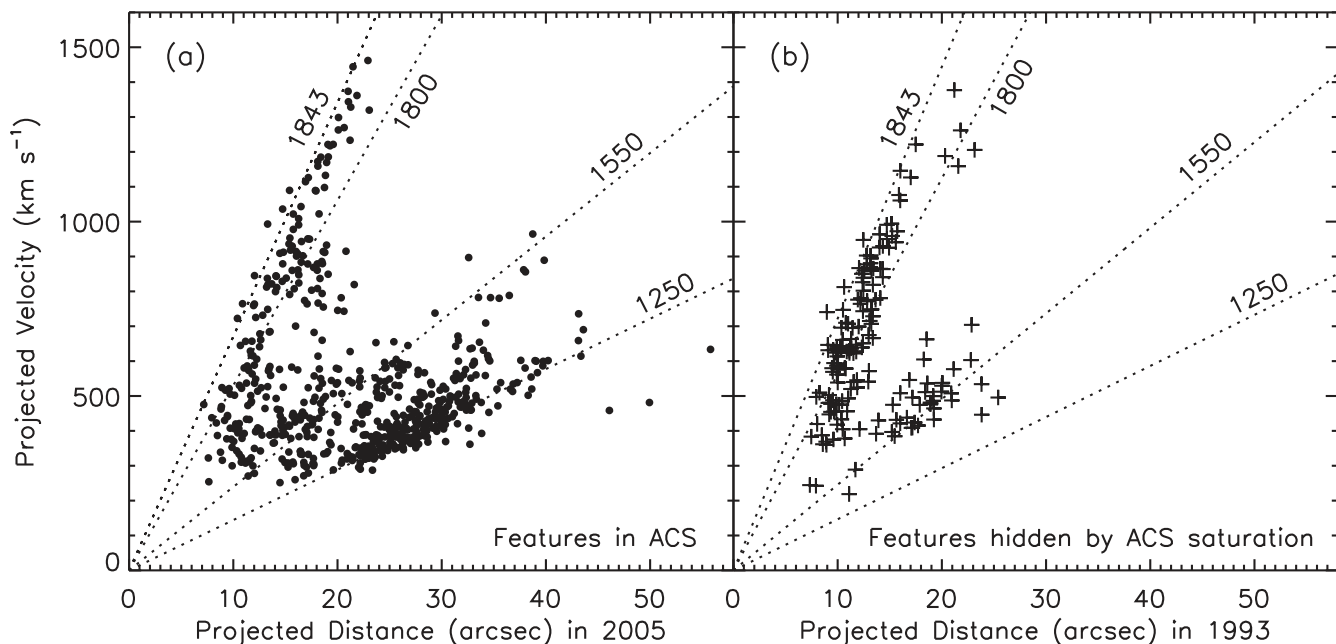 (a)
1843
1800
1550
1250
Features in ACS
(b)
1843
1800
1550
1250
Features hidden by ACS saturation
Projected Velocity (km s⁻¹)
1500
1000
500
0
0 10 20 30 40 50
0 10 20 30 40 50
Projected Distance (arcsec) in 2005
Projected Distance (arcsec) in 1993